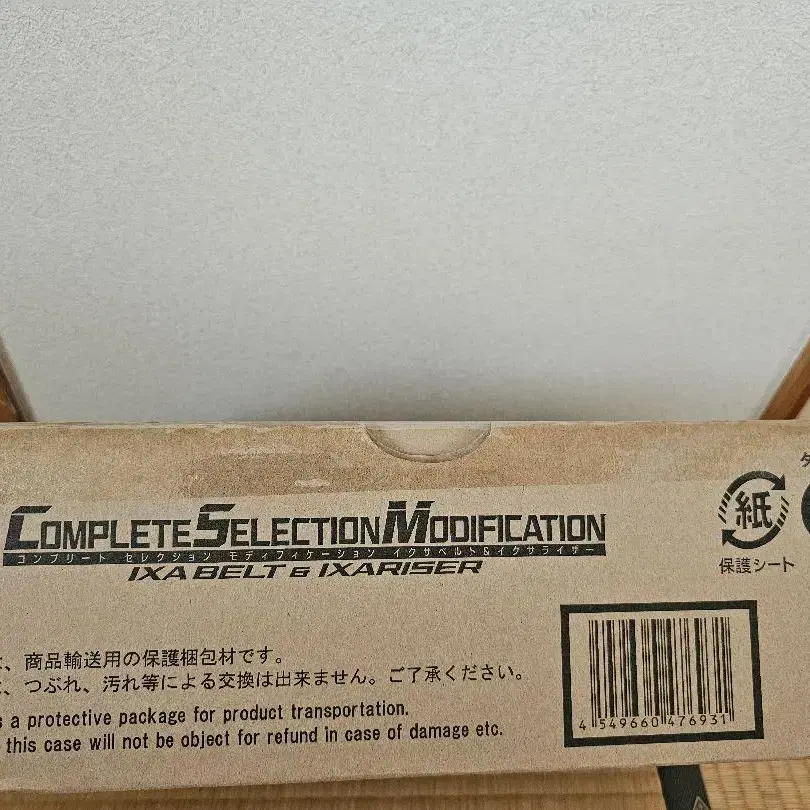 COMPLETE SELECTION MODIFICATION
コンプリート セレクション モディフィケーション イクサベルト&イクサライザー
IXA BELT & IXARISER
紙
保護シート
タ
、商品輸送用の保護梱包材です。
、つぶれ、汚れ等による交換は出来ません。ご了承ください。
s a protective package for product transportation.
this case will not be object for refund in case of damage etc.
4 549660 476931